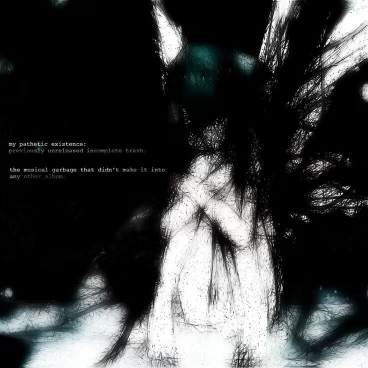 my pathetic existence:
previously unreleased incomplete trash.
the musical garbage that didn't make it into
any other album.